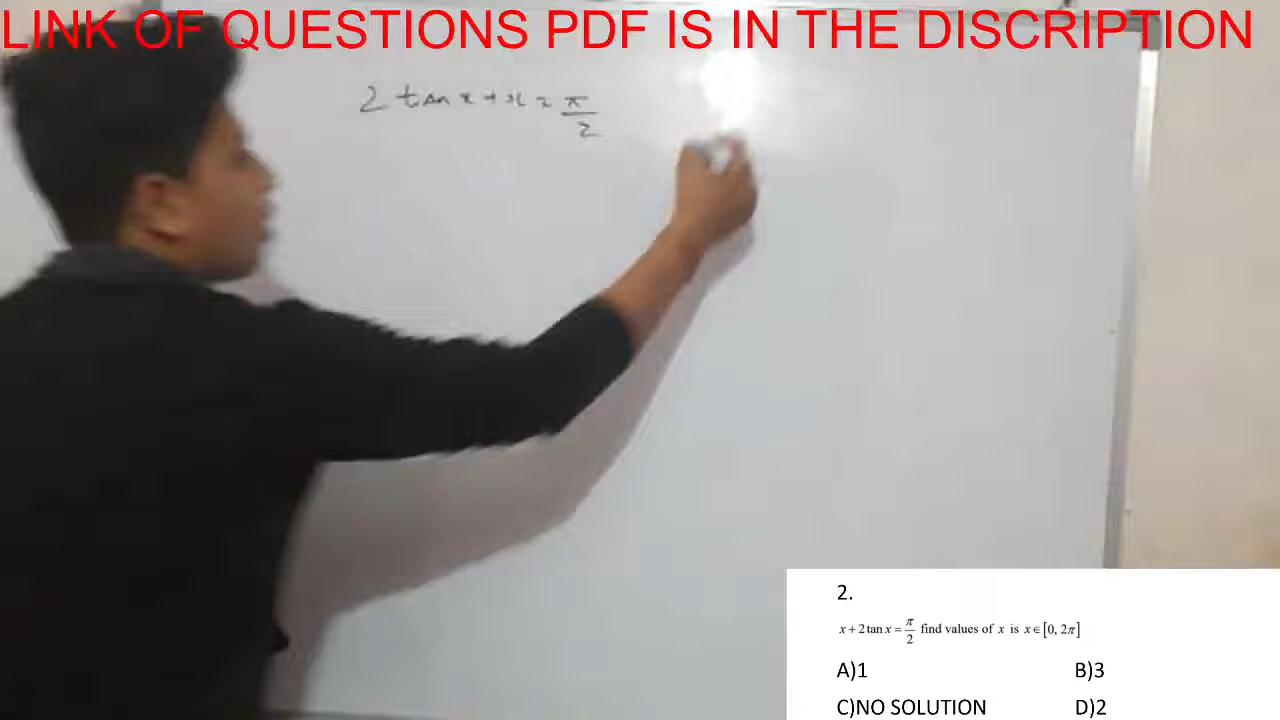 LINK OF QUESTIONS PDF IS IN THE DISCRIPTION
2 tan x + x = π/2
2.
x + 2 tan x = π/2 find values of x is x ∈ [0, 2π]
A)1 B)3
C)NO SOLUTION D)2